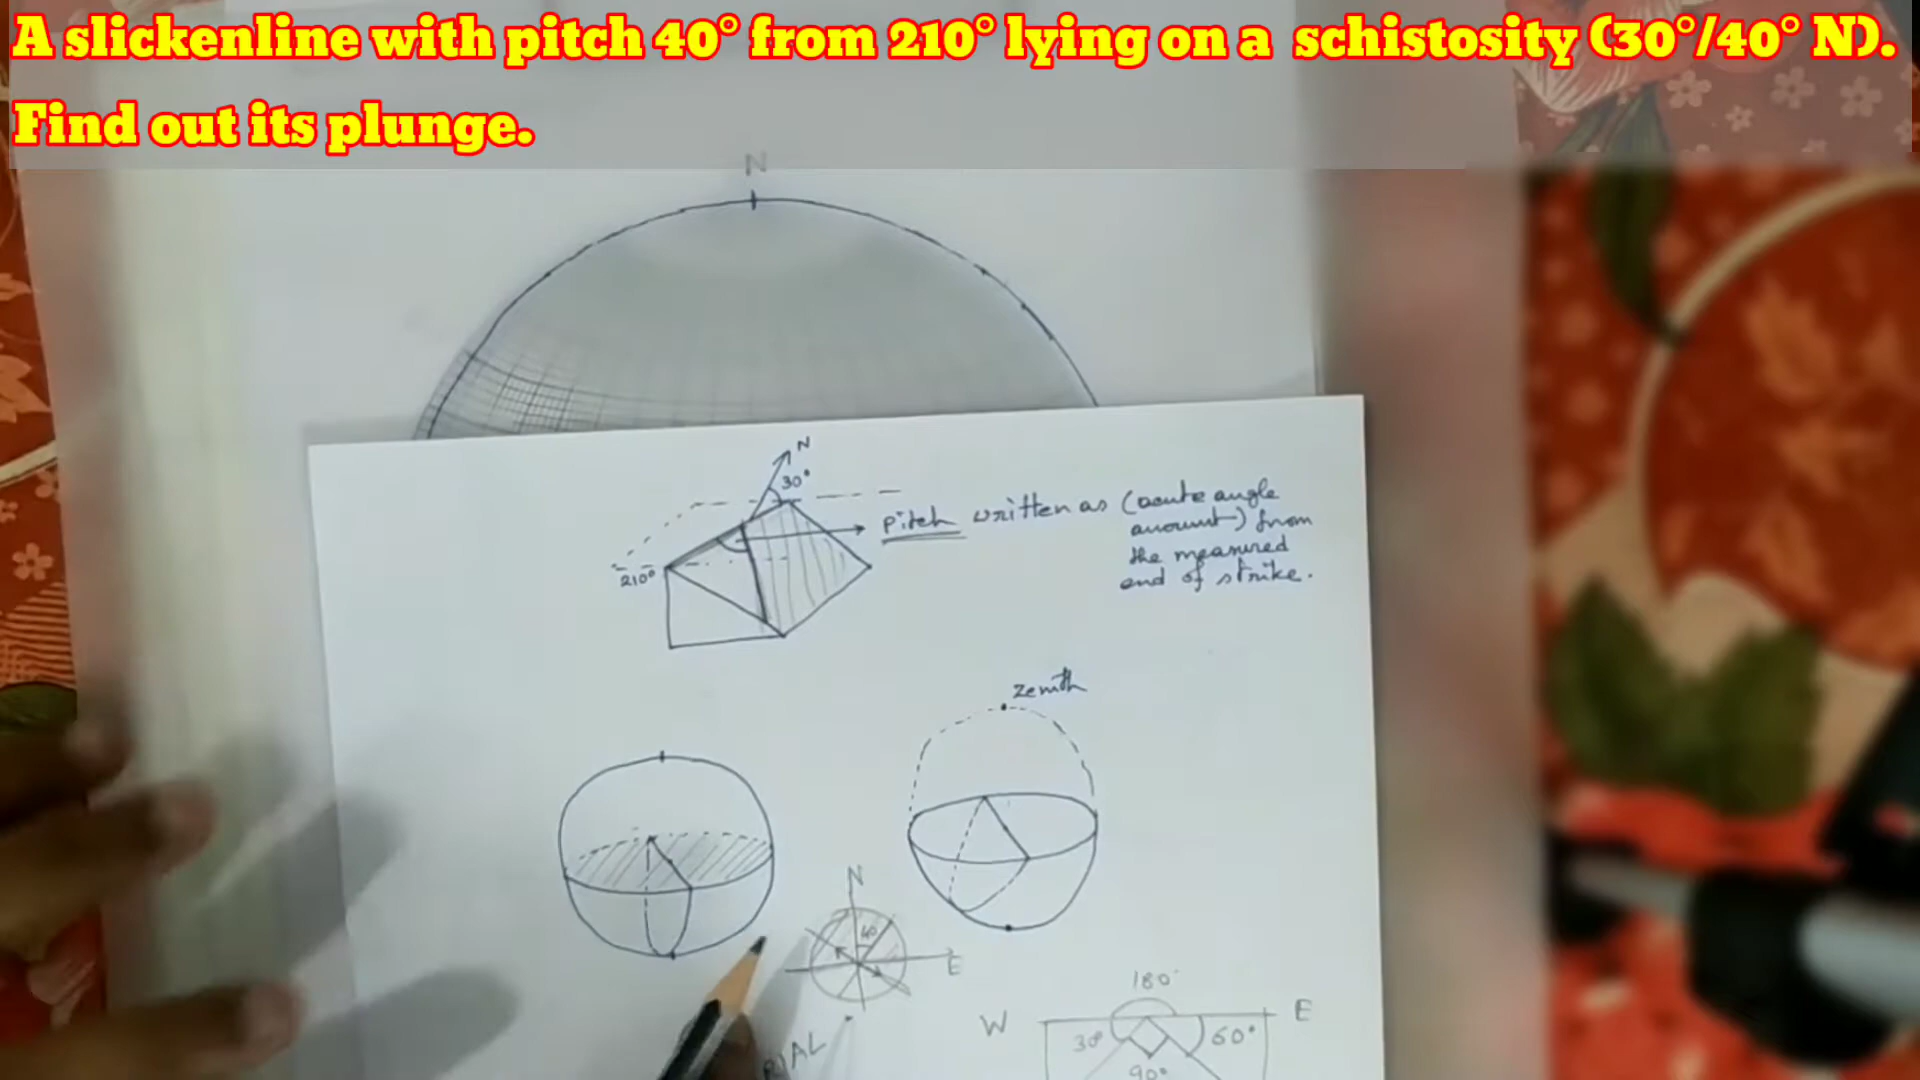 A slickenline with pitch 40° from 210° lying on a schistosity (30°/40° N).
Find out its plunge.
N
N
30°
210°
pitch written as (acute angle
amount) from
the measured
end of strike.
zenith
N
40
E
RIAL
180°
W
E
30°
60°
90°